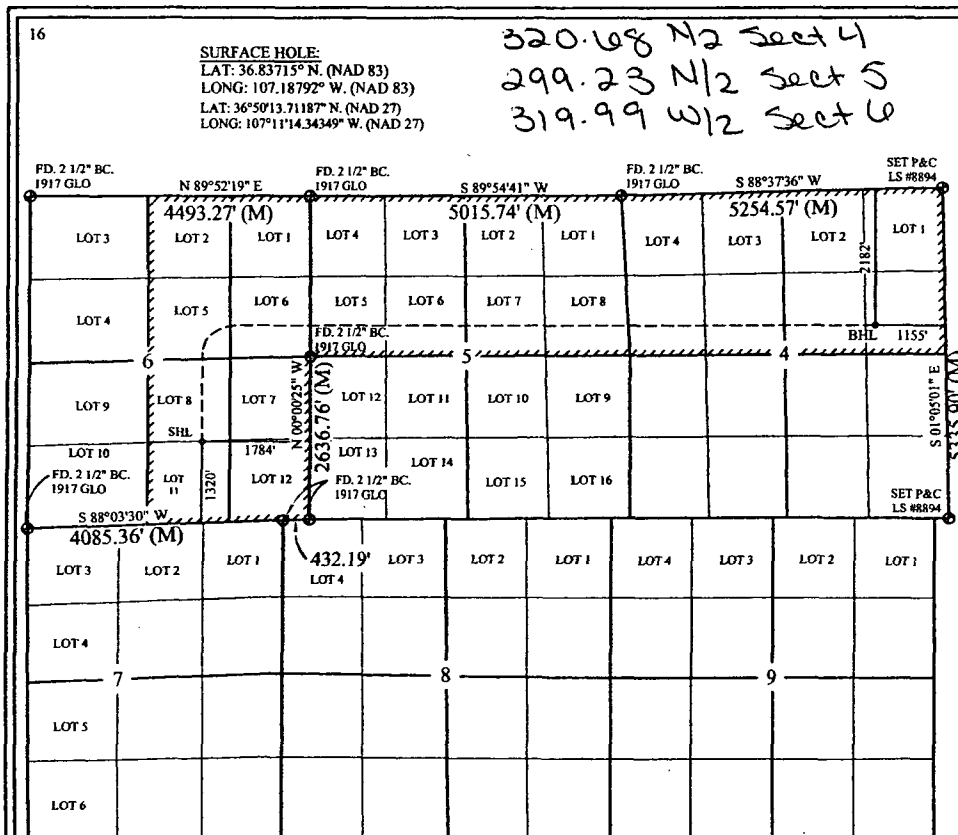 16
SURFACE HOLE:
LAT: 36.83715° N. (NAD 83)
LONG: 107.18792° W. (NAD 83)
LAT: 36°50'13.71187" N. (NAD 27)
LONG: 107°11'14.34349" W. (NAD 27)
320.68 N2 Sect 4
299.23 N/2 Sect 5
319.99 W/2 Sect 6
FD. 2 1/2" BC.
1917 GLO
N 89°52'19" E
4493.27' (M)
FD. 2 1/2" BC.
1917 GLO
S 89°54'41" W
5015.74' (M)
FD. 2 1/2" BC.
1917 GLO
S 88°37'36" W
5254.57' (M)
SET P&C
LS #8894
LOT 3
LOT 2
LOT 1
LOT 4
LOT 3
LOT 2
LOT 1
LOT 4
LOT 3
LOT 2
LOT 1
2182'
LOT 4
LOT 5
LOT 6
LOT 5
LOT 6
LOT 7
LOT 8
BHL
1155'
FD. 2 1/2" BC.
1917 GLO
6
5
4
N 00°00'25" W
2636.76' (M)
S 01°05'01" E
5335.90' (M)
LOT 9
LOT 8
LOT 7
LOT 12
LOT 11
LOT 10
LOT 9
SHL
1784'
1320'
LOT 10
LOT 11
LOT 12
LOT 13
LOT 14
LOT 15
LOT 16
FD. 2 1/2" BC.
1917 GLO
FD. 2 1/2" BC.
1917 GLO
SET P&C
LS #8894
S 88°03'30" W
4085.36' (M)
432.19'
LOT 3
LOT 2
LOT 1
LOT 4
LOT 3
LOT 2
LOT 1
LOT 4
LOT 3
LOT 2
LOT 1
LOT 4
7
8
9
LOT 5
LOT 6